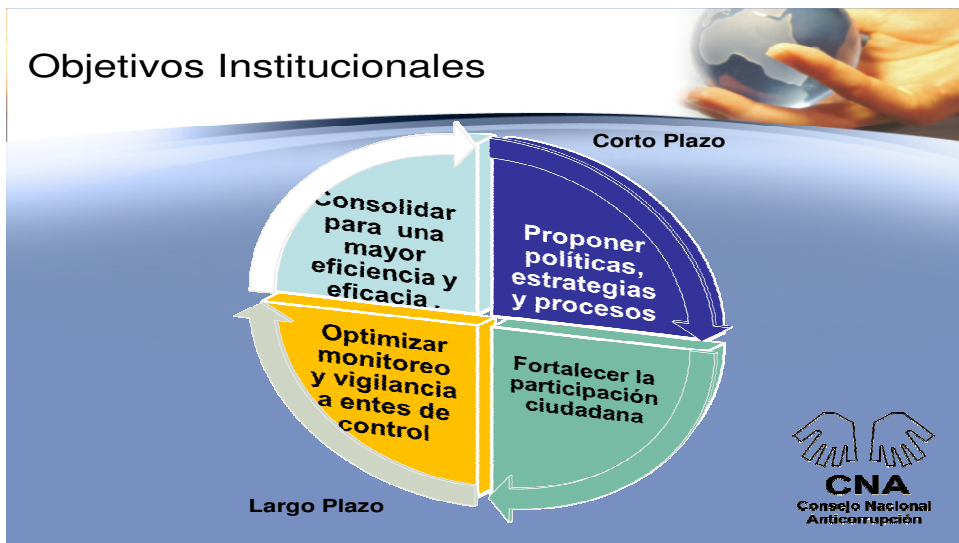 Objetivos Institucionales
Corto Plazo
Consolidar
para una
mayor
eficiencia y
eficacia .
Proponer
políticas,
estrategias
y procesos
Optimizar
monitoreo
y vigilancia
a entes de
control
Fortalecer la
participación
ciudadana
Largo Plazo
CNA
Consejo Nacional
Anticorrupción